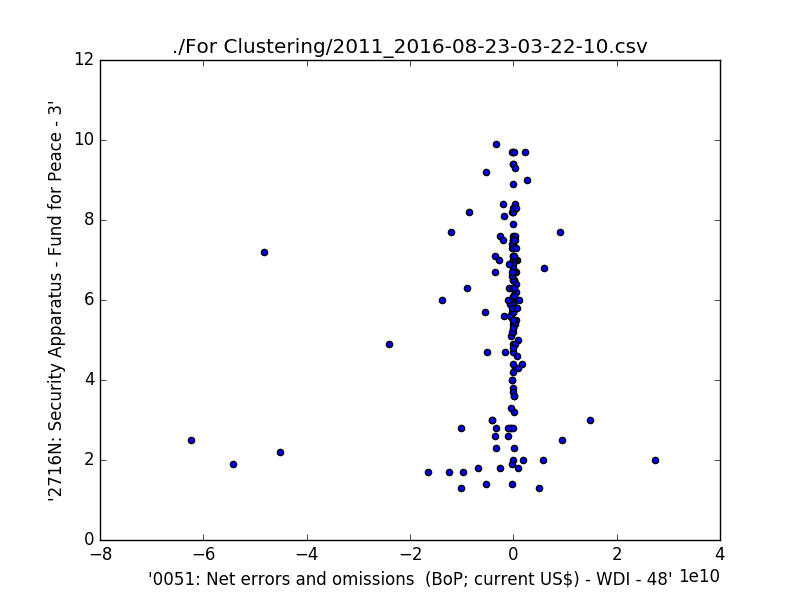 ./For Clustering/2011_2016-08-23-03-22-10.csv
12
10
8
6
4
2
0
'2716N: Security Apparatus - Fund for Peace - 3'
−8 −6 −4 −2 0 2 4
1e10
'0051: Net errors and omissions  (BoP; current US$) - WDI - 48'